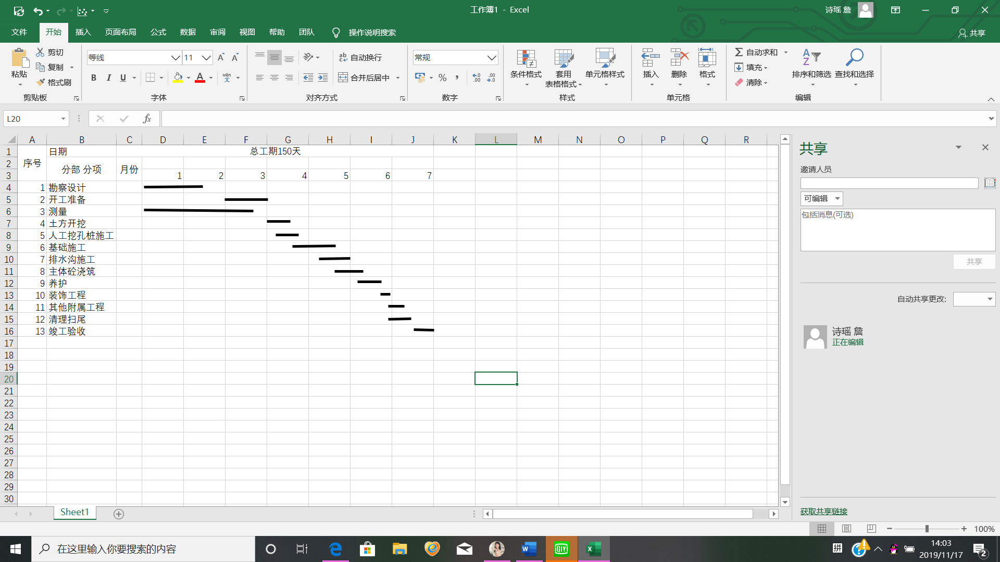 工作簿1 - Excel
诗瑶 詹
文件 开始 插入 页面布局 公式 数据 审阅 视图 帮助 团队 操作说明搜索 共享
粘贴 剪切 复制 格式刷 剪贴板
等线 11 B I U A wén 文 字体
ab 自动换行 合并后居中 对齐方式
常规 % , .00 数字
条件格式 套用表格格式 单元格样式 样式
插入 删除 格式 单元格
自动求和 填充 清除 排序和筛选 查找和选择 编辑
L20 fx
A B C D E F G H I J K L M N O P Q R
1 序号 日期 总工期150天
2 分部 分项 月份
3 1 2 3 4 5 6 7
4 1 勘察设计
5 2 开工准备
6 3 测量
7 4 土方开挖
8 5 人工挖孔桩施工
9 6 基础施工
10 7 排水沟施工
11 8 主体砼浇筑
12 9 养护
13 10 装饰工程
14 11 其他附属工程
15 12 清理扫尾
16 13 竣工验收
17
18
19
20
21
22
23
24
25
26
27
28
29
30
Sheet1
共享
邀请人员
可编辑
包括消息(可选)
共享
自动共享更改:
诗瑶 詹
正在编辑
获取共享链接
100%
在这里输入你要搜索的内容
拼
14:03
2019/11/17
2